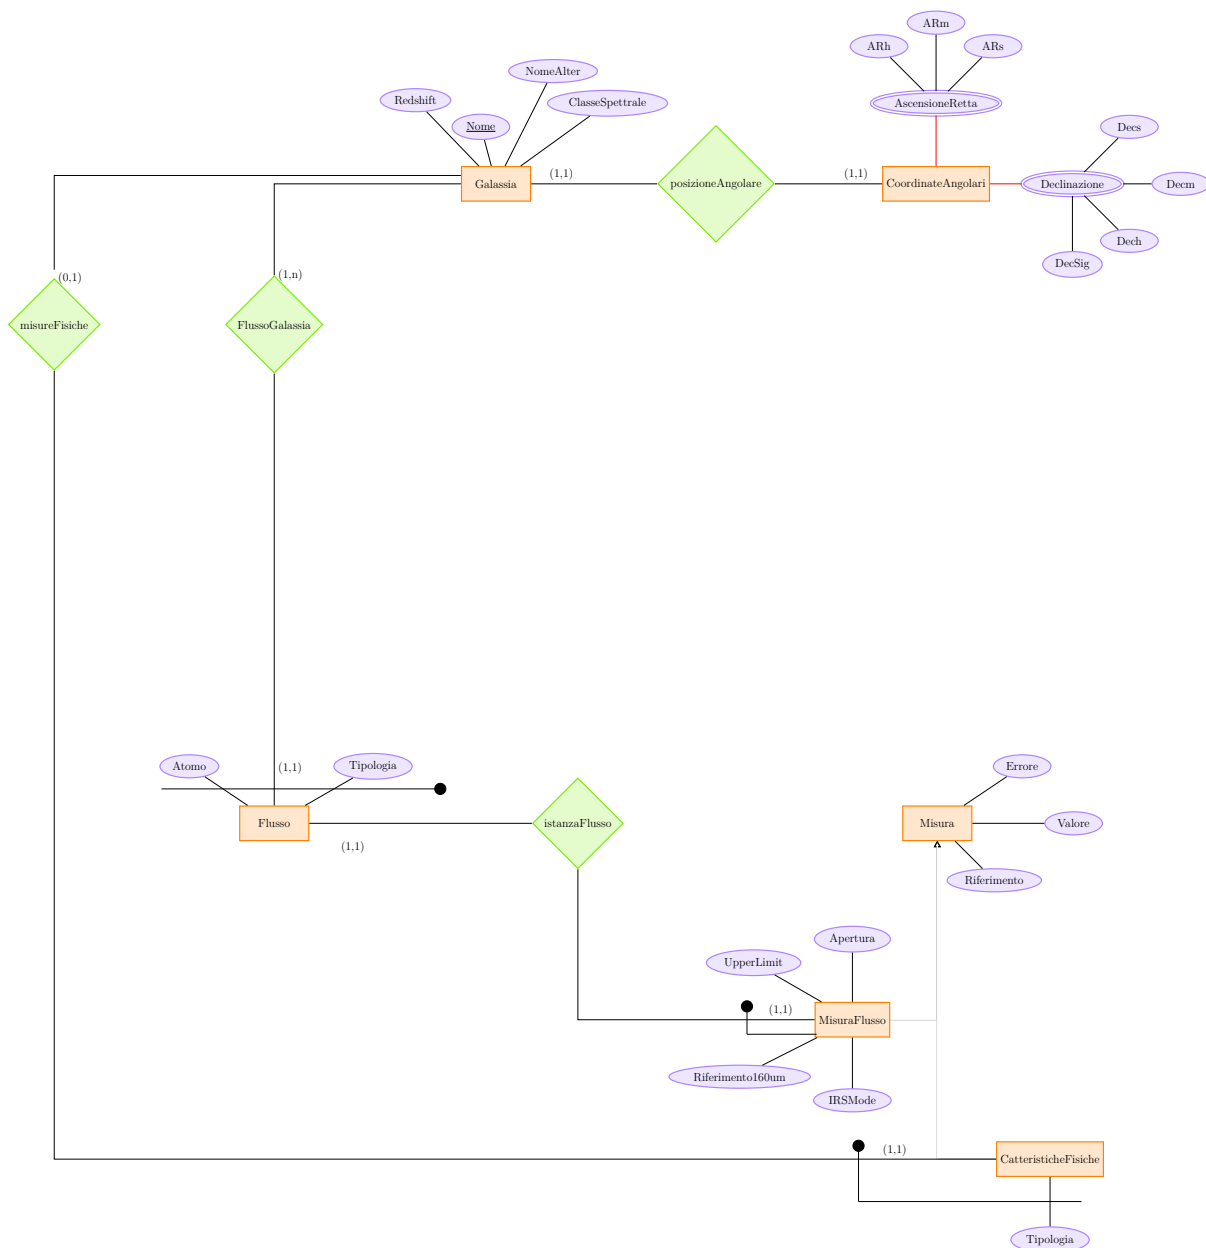 ARm
ARh
ARs
NomeAlter
Redshift
ClasseSpettrale
AscensioneRetta
Nome
Decs
(1,1)
(1,1)
Galassia
posizioneAngolare
CoordinateAngolari
Declinazione
Decm
Dech
DecSig
(0,1)
(1,n)
misureFisiche
FlussoGalassia
Atomo
(1,1)
Tipologia
Errore
Flusso
istanzaFlusso
Misura
Valore
(1,1)
Riferimento
Apertura
UpperLimit
(1,1)
MisuraFlusso
Riferimento160um
IRSMode
(1,1)
CatteristicheFisiche
Tipologia